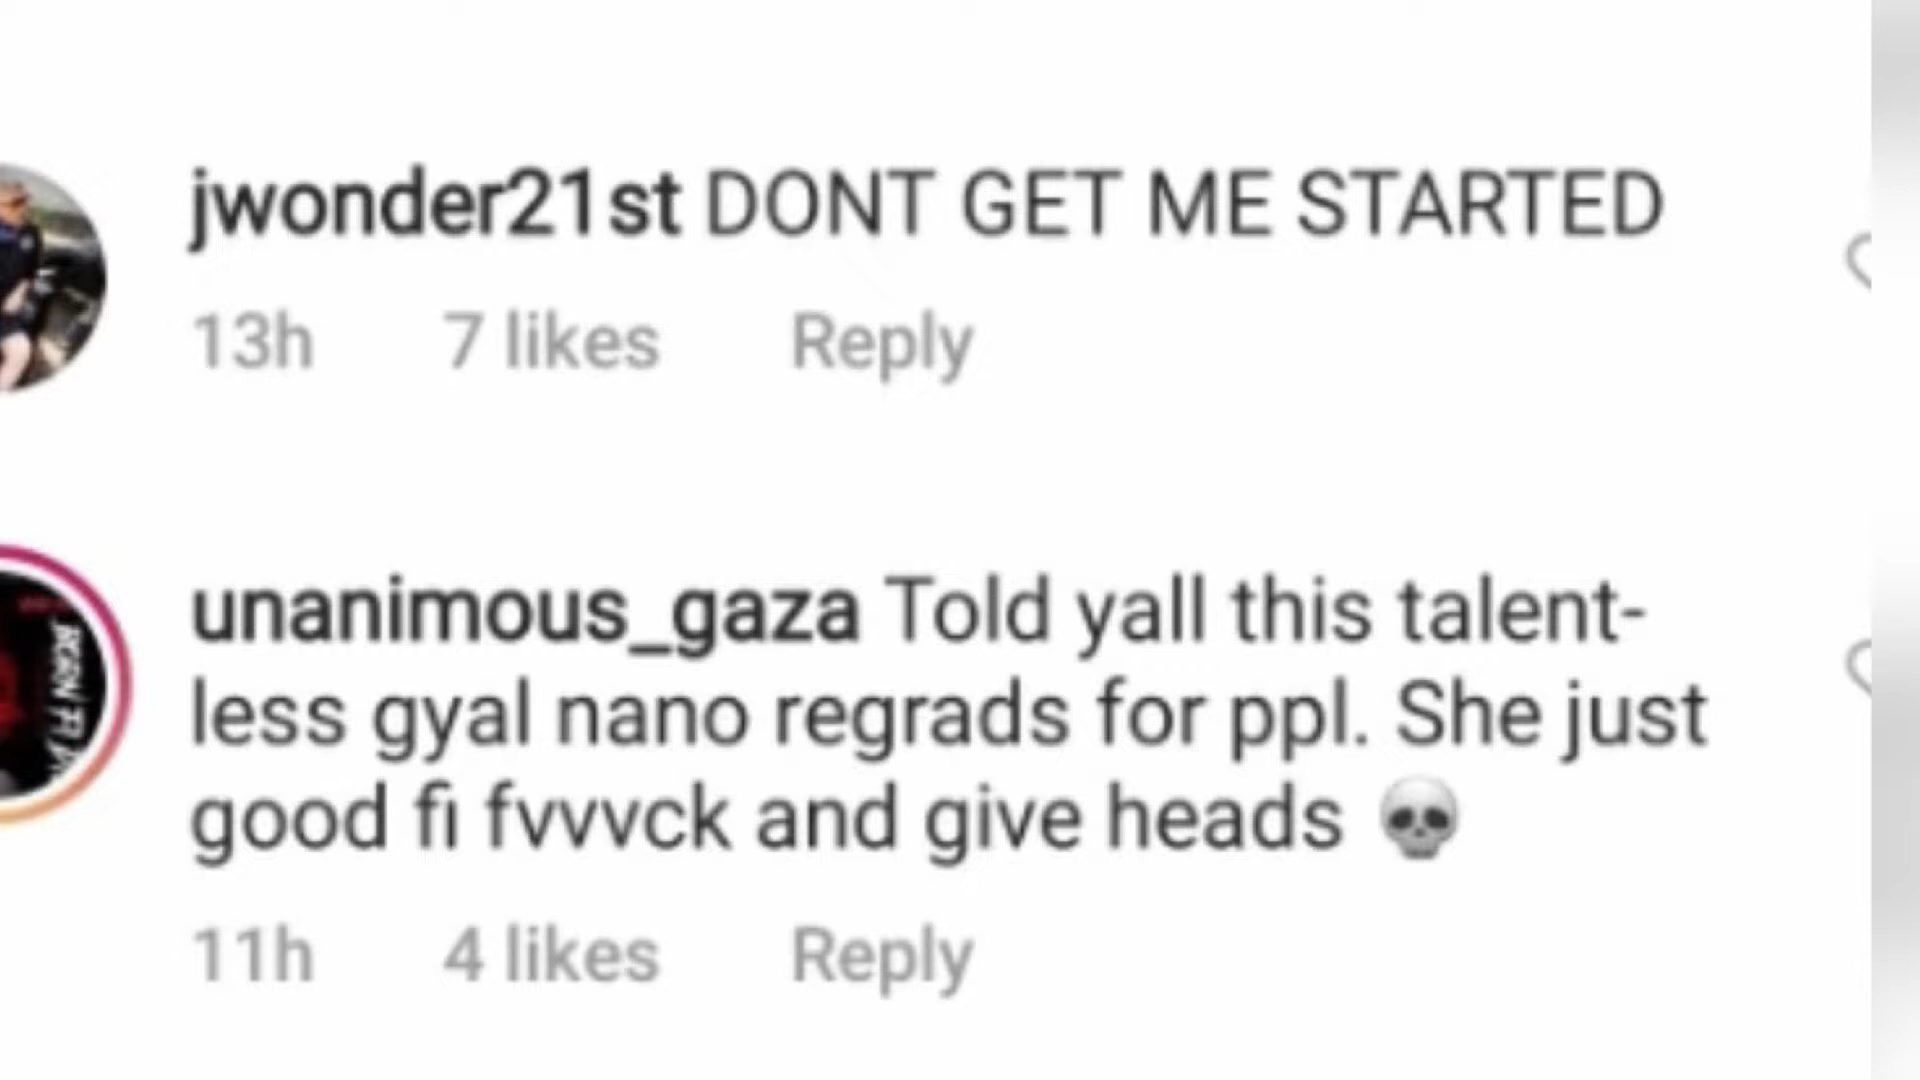 jwonder21st DONT GET ME STARTED
13h 7 likes Reply
unanimous_gaza Told yall this talent-
less gyal nano regrads for ppl. She just
good fi fvvvck and give heads 💀
11h 4 likes Reply